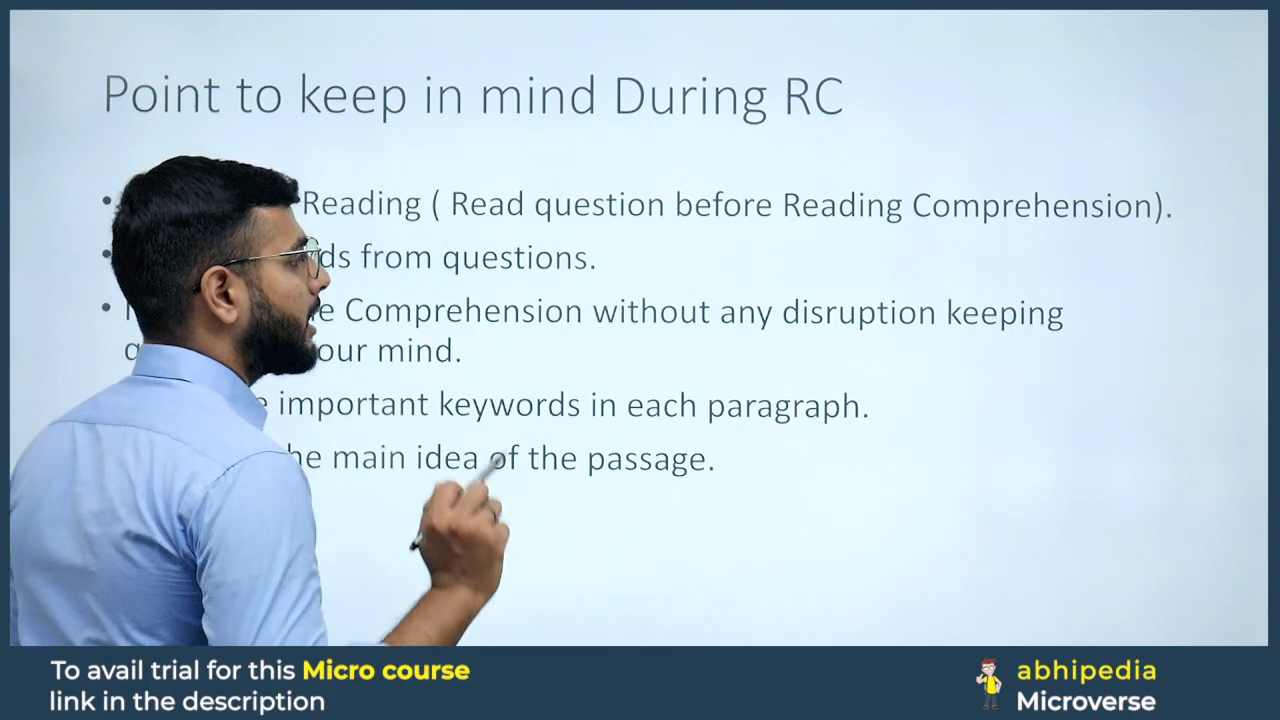 Point to keep in mind During RC
• Reading ( Read question before Reading Comprehension).
• from questions.
• Comprehension without any disruption keeping
our mind.
important keywords in each paragraph.
main idea of the passage.
To avail trial for this Micro course
link in the description
abhipedia
Microverse